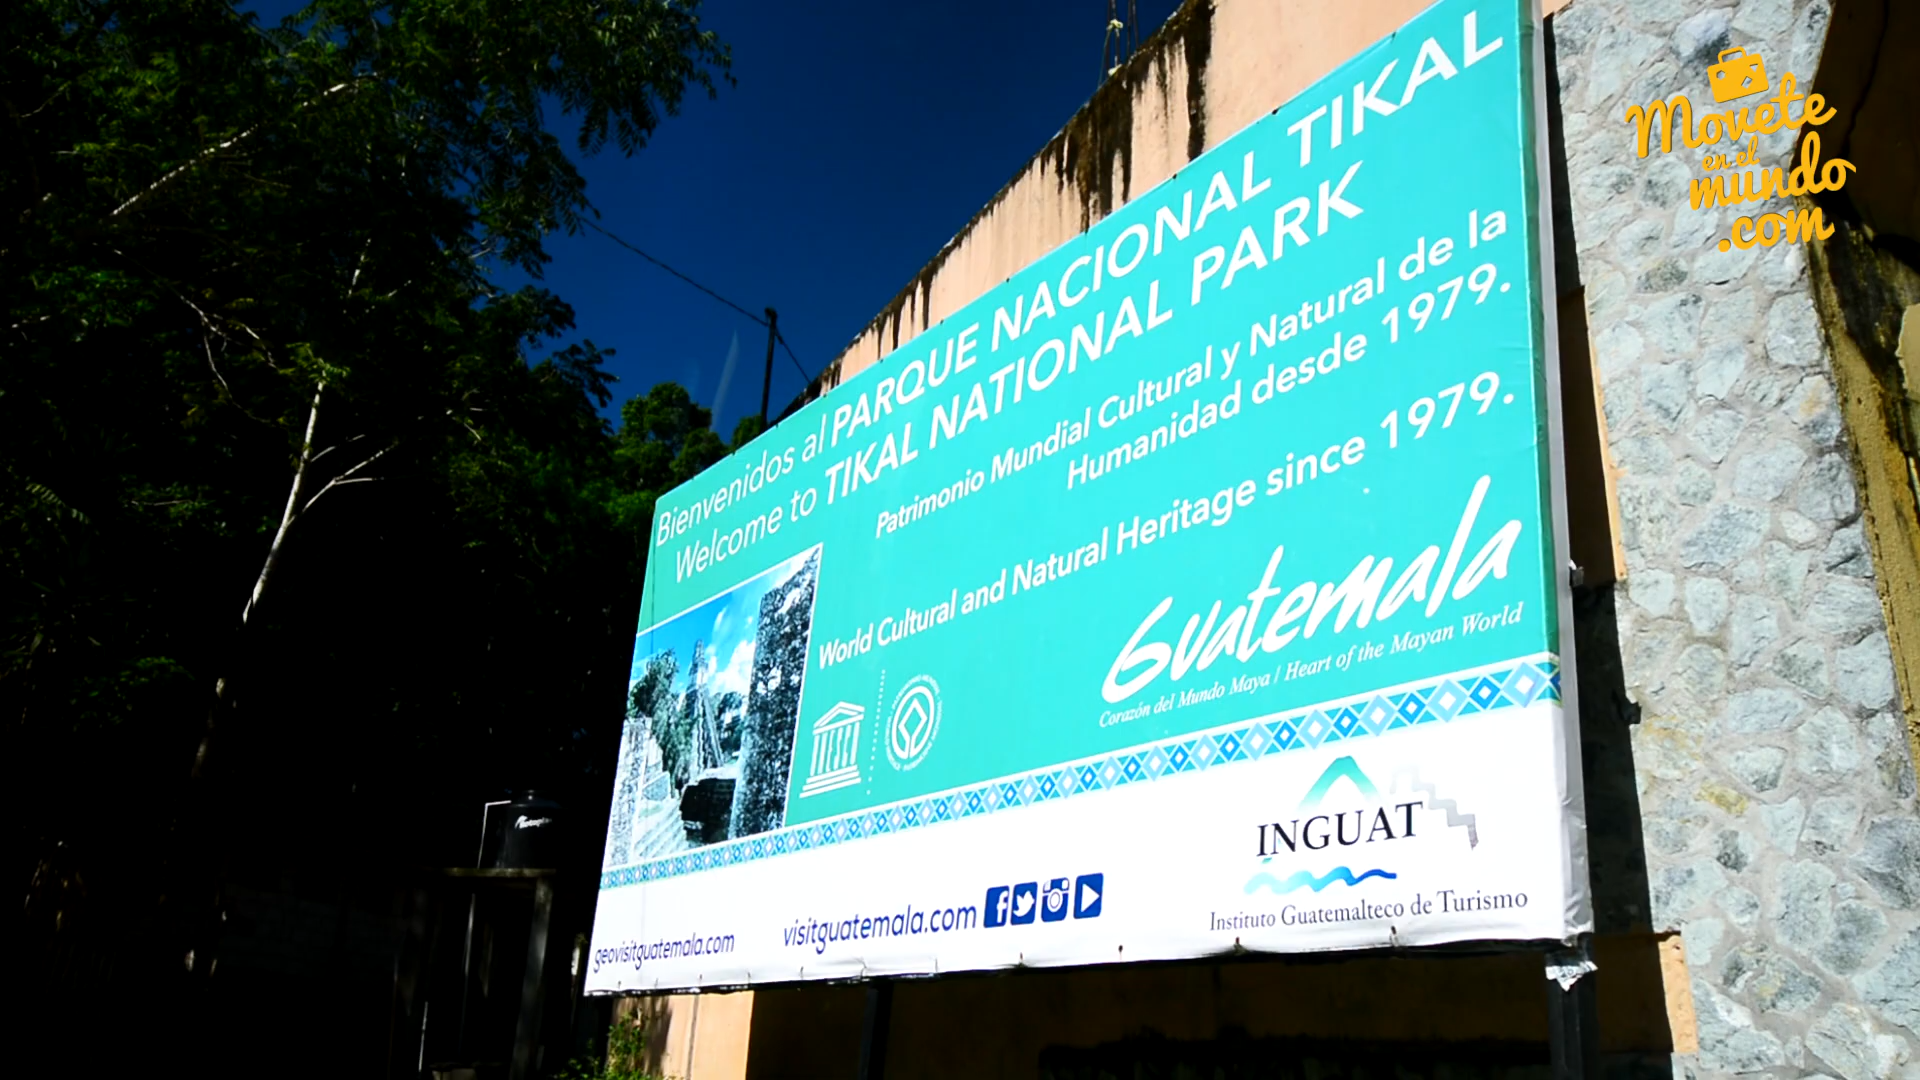 Movete
en el
mundo
.com
Bienvenidos al PARQUE NACIONAL TIKAL
Welcome to TIKAL NATIONAL PARK
Patrimonio Mundial Cultural y Natural de la
Humanidad desde 1979.
World Cultural and Natural Heritage since 1979.
UNESCO
Guatemala
Corazón del Mundo Maya / Heart of the Mayan World
INGUAT
Instituto Guatemalteco de Turismo
geovisitguatemala.com
visitguatemala.com